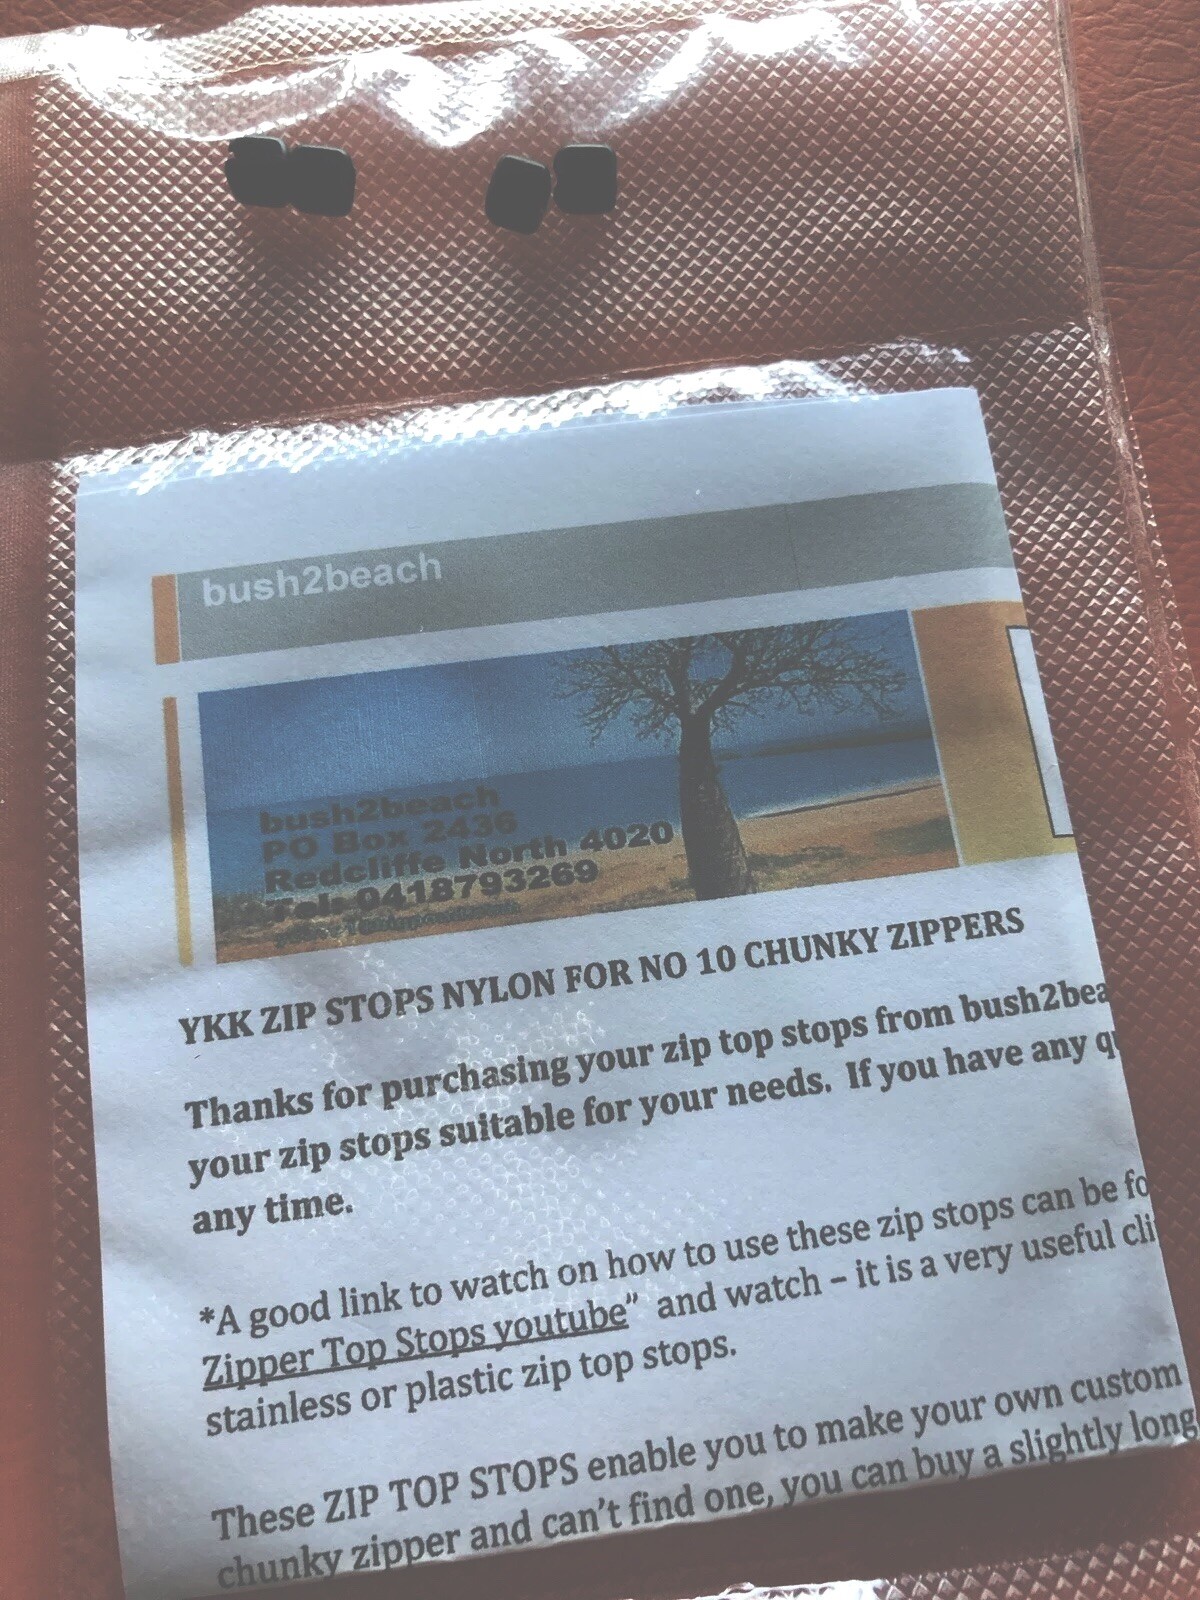 bush2beach
bush2beach
PO Box 2436
Redcliffe North 4020
Tel: 0418793269
YKK ZIP STOPS NYLON FOR NO 10 CHUNKY ZIPPERS
Thanks for purchasing your zip top stops from bush2bea
your zip stops suitable for your needs. If you have any q
any time.
*A good link to watch on how to use these zip stops can be fo
Zipper Top Stops youtube" and watch – it is a very useful cli
stainless or plastic zip top stops.
These ZIP TOP STOPS enable you to make your own custom
chunky zipper and can't find one, you can buy a slightly long